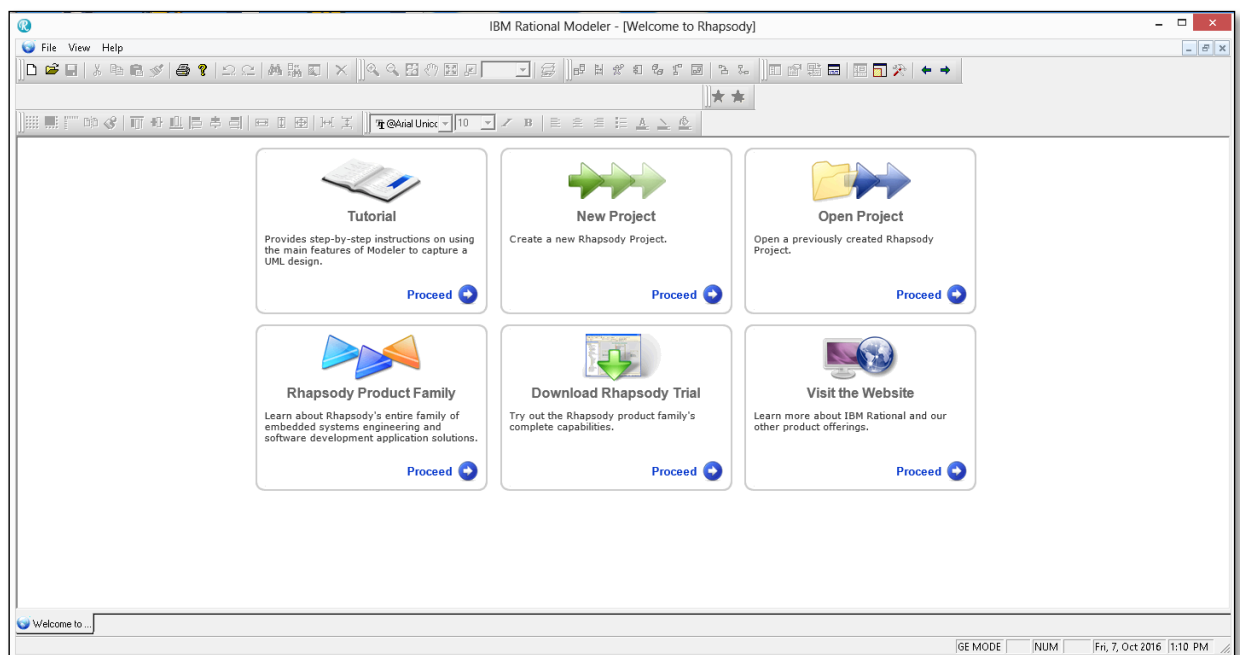 IBM Rational Modeler - [Welcome to Rhapsody]
File View Help
@Arial Unicc 10
Tutorial
Provides step-by-step instructions on using
the main features of Modeler to capture a
UML design.
Proceed
New Project
Create a new Rhapsody Project.
Proceed
Open Project
Open a previously created Rhapsody
Project.
Proceed
Rhapsody Product Family
Learn about Rhapsody's entire family of
embedded systems engineering and
software development application solutions.
Proceed
Download Rhapsody Trial
Try out the Rhapsody product family's
complete capabilities.
Proceed
Visit the Website
Learn more about IBM Rational and our
other product offerings.
Proceed
Welcome to ...
GE MODE NUM Fri, 7, Oct 2016 1:10 PM